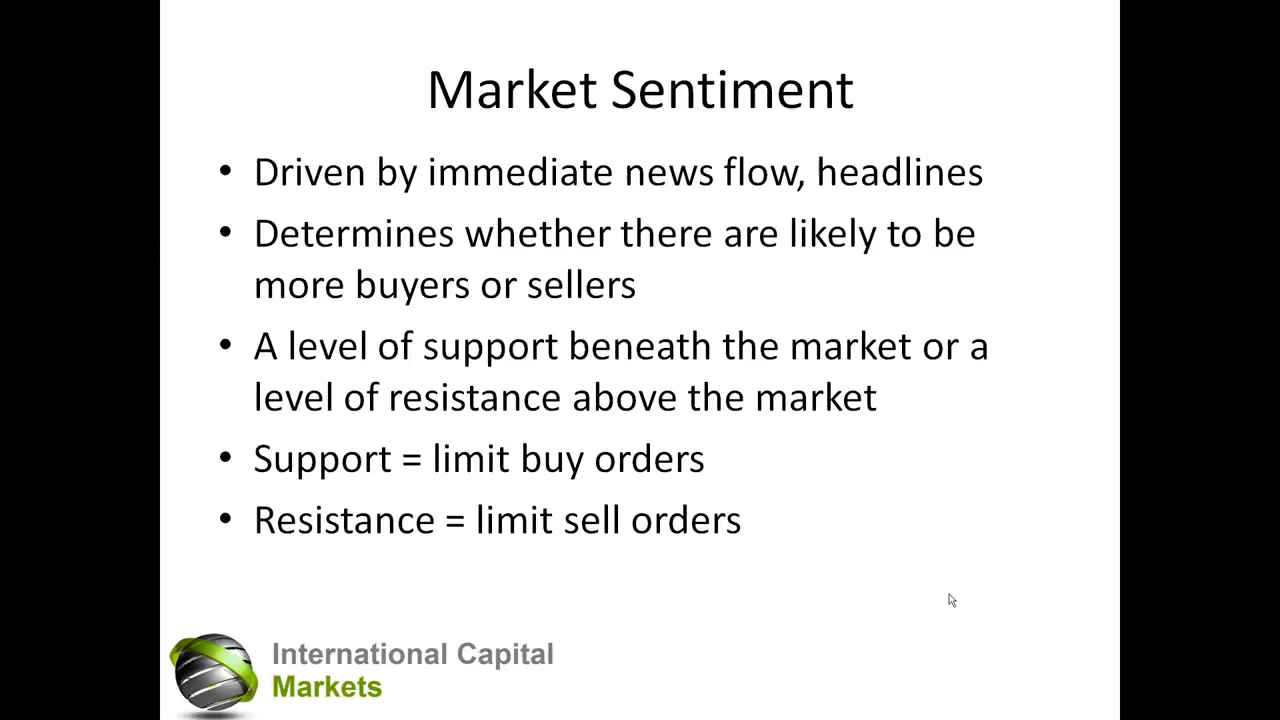 Market Sentiment
• Driven by immediate news flow, headlines
• Determines whether there are likely to be
more buyers or sellers
• A level of support beneath the market or a
level of resistance above the market
• Support = limit buy orders
• Resistance = limit sell orders
International Capital
Markets